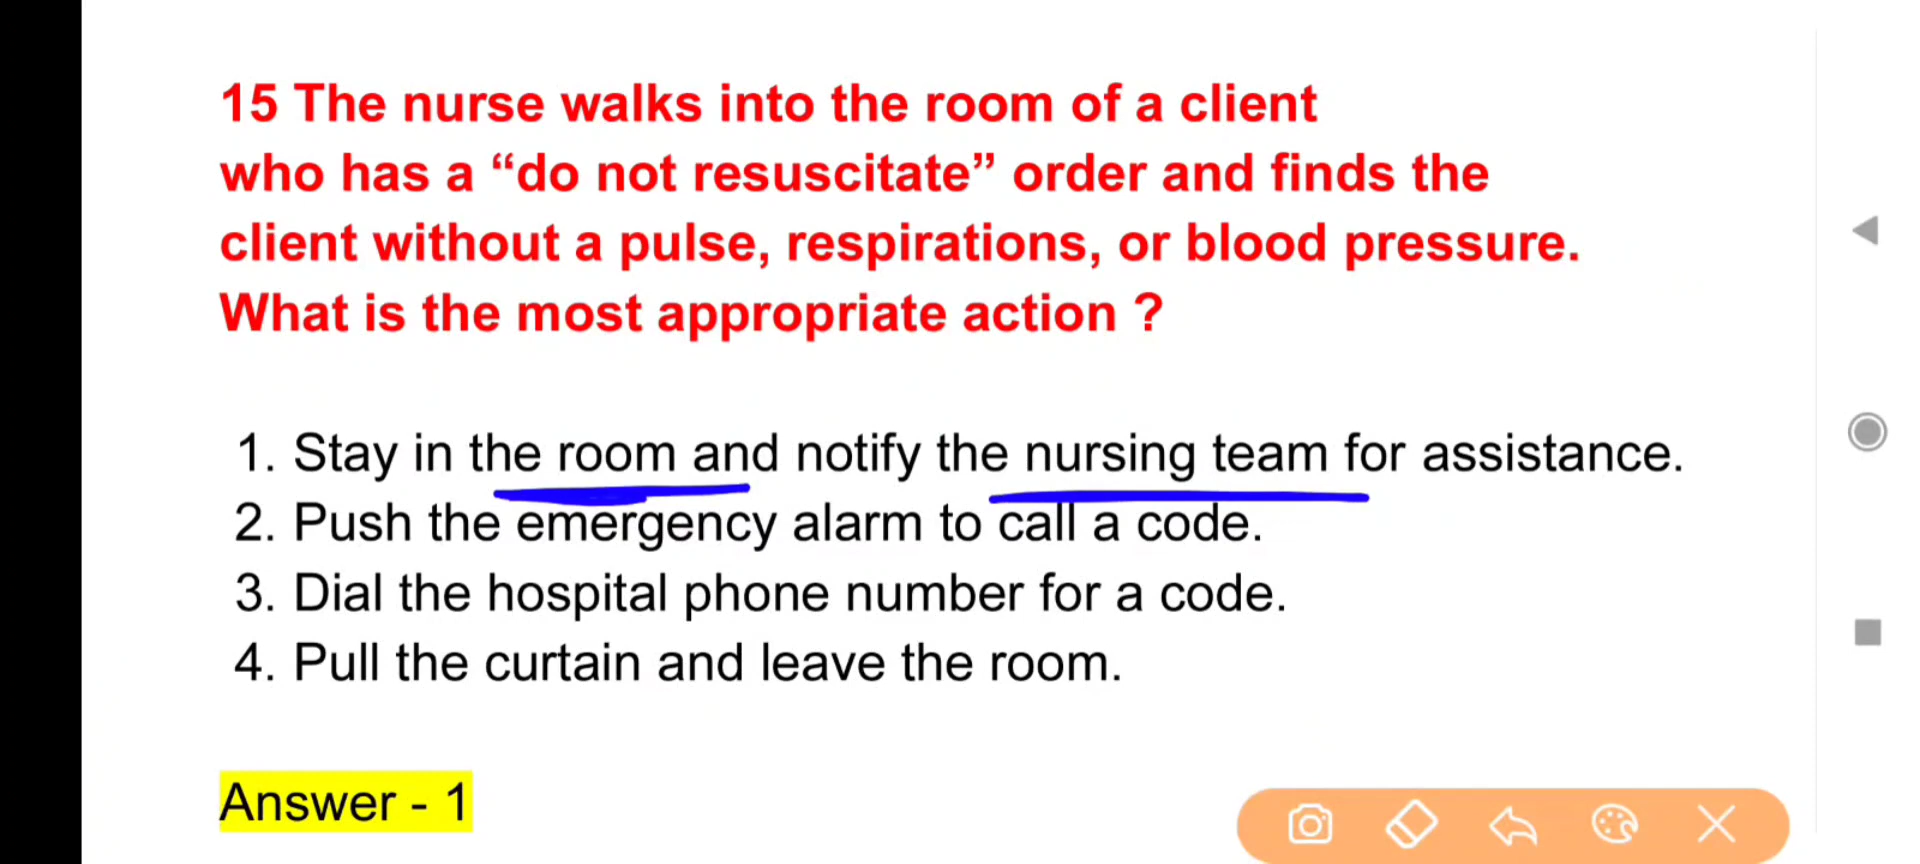 15 The nurse walks into the room of a client
who has a “do not resuscitate” order and finds the
client without a pulse, respirations, or blood pressure.
What is the most appropriate action ?
1. Stay in the room and notify the nursing team for assistance.
2. Push the emergency alarm to call a code.
3. Dial the hospital phone number for a code.
4. Pull the curtain and leave the room.
Answer - 1